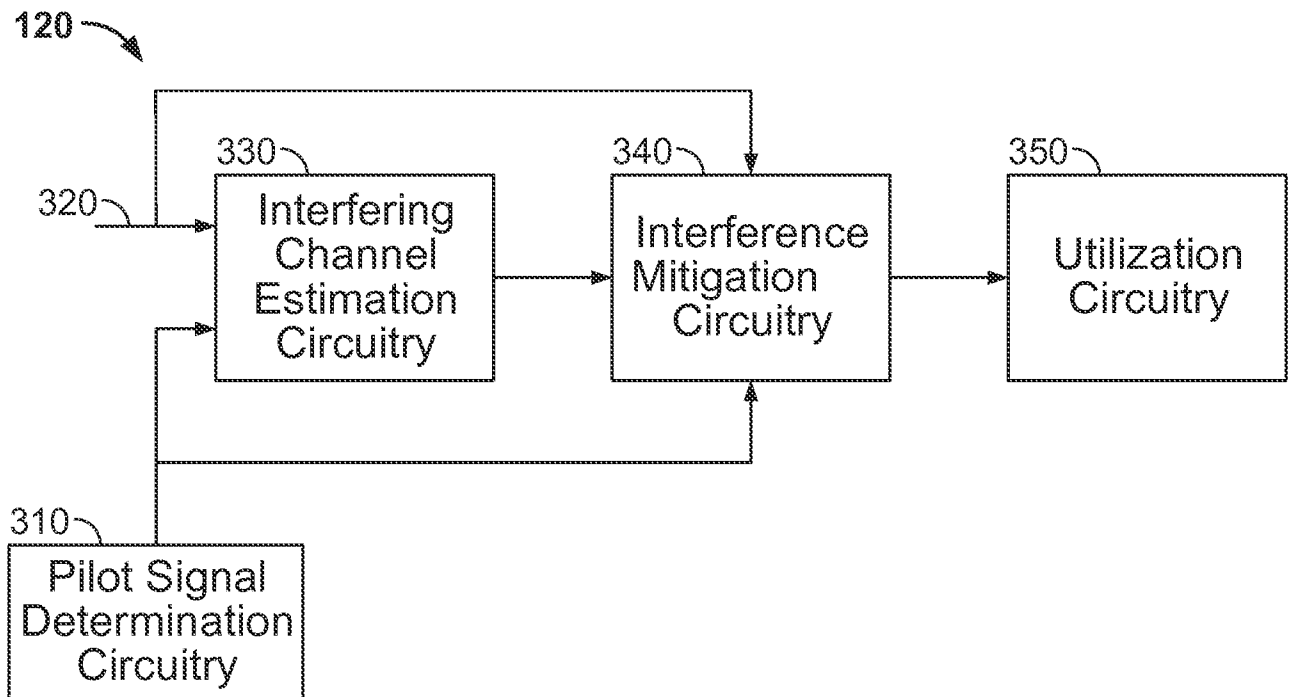 120
330
340
350
320
Interfering
Channel
Estimation
Circuitry
Interference
Mitigation
Circuitry
Utilization
Circuitry
310
Pilot Signal
Determination
Circuitry